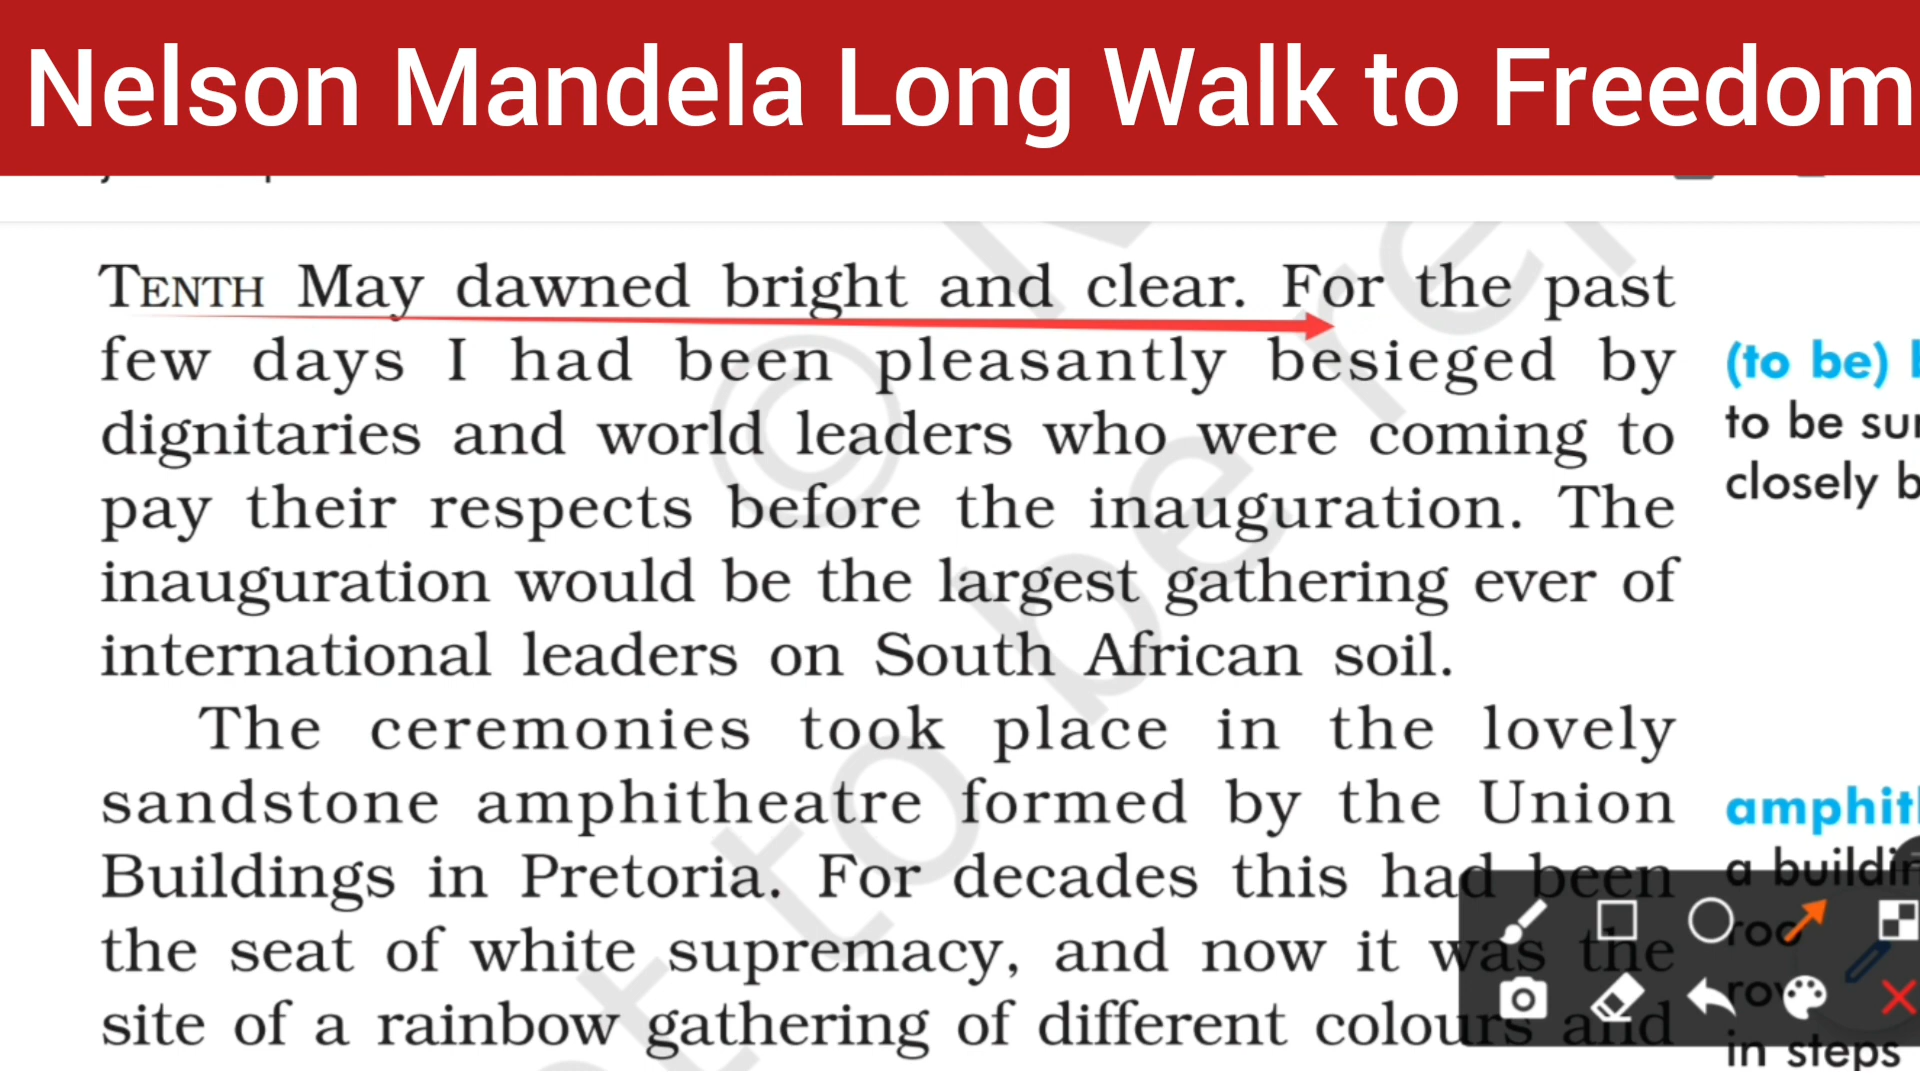 Nelson Mandela Long Walk to Freedom
TENTH May dawned bright and clear. For the past
few days I had been pleasantly besieged by
dignitaries and world leaders who were coming to
pay their respects before the inauguration. The
inauguration would be the largest gathering ever of
international leaders on South African soil.
The ceremonies took place in the lovely
sandstone amphitheatre formed by the Union
Buildings in Pretoria. For decades this had been
the seat of white supremacy, and now it was the
site of a rainbow gathering of different colours and
(to be)
to be
closely
a
in steps
© to be